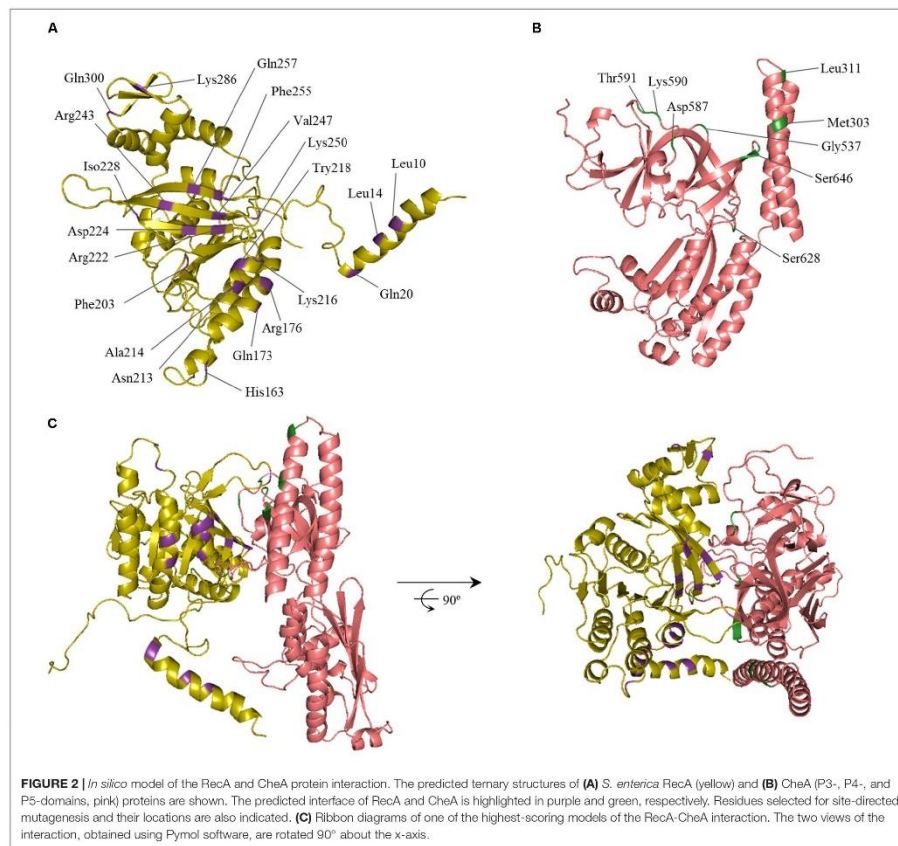 A
Gln300
Lys286
Gln257
Arg243
Phe255
Val247
Iso228
Lys250
Try218
Leu14
Leu10
Asp224
Arg222
Phe203
Lys216
Gln20
Arg176
Ala214
Gln173
Asn213
His163
B
Thr591
Lys590
Asp587
Leu311
Met303
Gly537
Ser646
Ser628
C
90º
FIGURE 2 | In silico model of the RecA and CheA protein interaction. The predicted ternary structures of (A) S. enterica RecA (yellow) and (B) CheA (P3-, P4-, and
P5-domains, pink) proteins are shown. The predicted interface of RecA and CheA is highlighted in purple and green, respectively. Residues selected for site-directed
mutagenesis and their locations are also indicated. (C) Ribbon diagrams of one of the highest-scoring models of the RecA-CheA interaction. The two views of the
interaction, obtained using Pymol software, are rotated 90° about the x-axis.